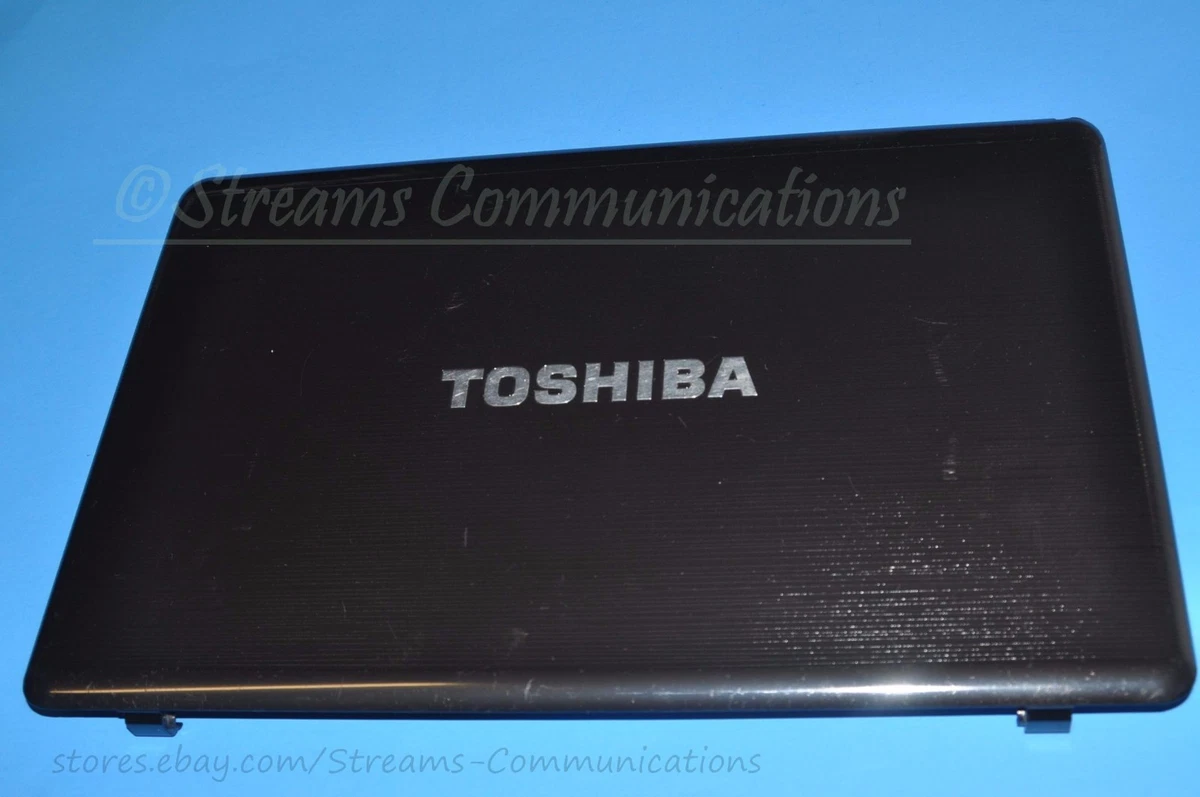 © Streams Communications
TOSHIBA
stores.ebay.com/Streams-Communications